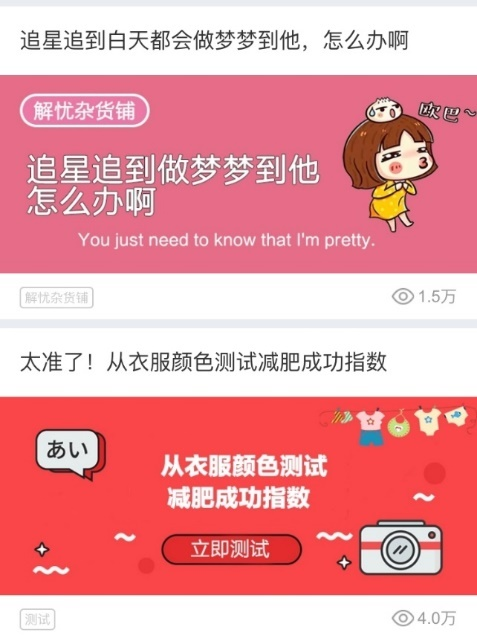 追星追到白天都会做梦梦到他，怎么办啊
解忧杂货铺
欧巴~
追星追到做梦梦到他
怎么办啊
You just need to know that I'm pretty.
解忧杂货铺
1.5万
太准了！从衣服颜色测试减肥成功指数
あい
从衣服颜色测试
减肥成功指数
立即测试
测试
4.0万